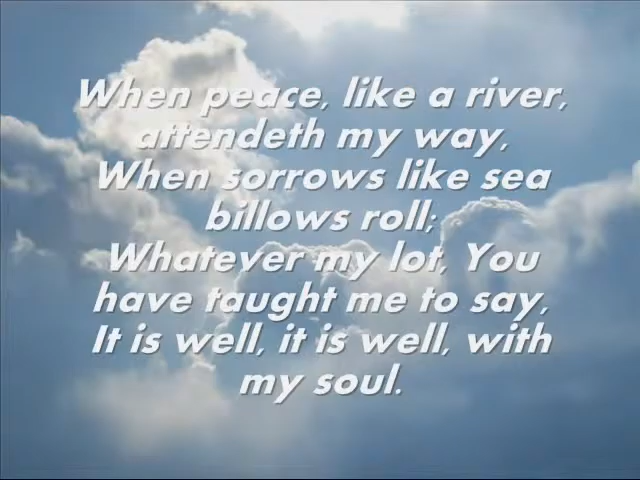 When peace, like a river,
attendeth my way,
When sorrows like sea
billows roll;
Whatever my lot, You
have taught me to say,
It is well, it is well, with
my soul.